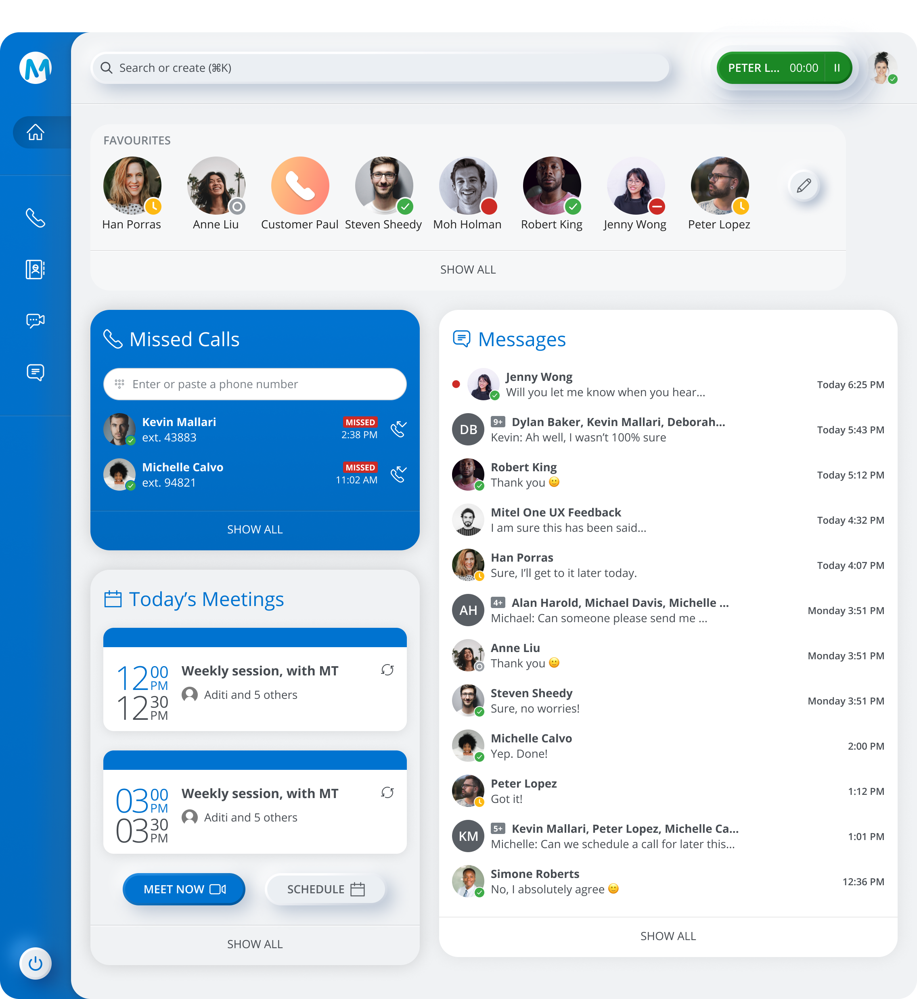 M
Search or create (⌘K)
PETER L... 00:00
FAVOURITES
Han Porras
Anne Liu
Customer Paul
Steven Sheedy
Moh Holman
Robert King
Jenny Wong
Peter Lopez
SHOW ALL
Missed Calls
Enter or paste a phone number
Kevin Mallari
ext. 43883
MISSED
2:38 PM
Michelle Calvo
ext. 94821
MISSED
11:02 AM
SHOW ALL
Today’s Meetings
12 00 PM
12 30 PM
Weekly session, with MT
Aditi and 5 others
03 00 PM
03 30 PM
Weekly session, with MT
Aditi and 5 others
MEET NOW
SCHEDULE
SHOW ALL
Messages
Jenny Wong
Will you let me know when you hear...
Today 6:25 PM
DB
9+ Dylan Baker, Kevin Mallari, Deborah...
Kevin: Ah well, I wasn’t 100% sure
Today 5:43 PM
Robert King
Thank you 🙂
Today 5:12 PM
Mitel One UX Feedback
I am sure this has been said...
Today 4:32 PM
Han Porras
Sure, I’ll get to it later today.
Today 4:07 PM
AH
4+ Alan Harold, Michael Davis, Michelle ...
Michael: Can someone please send me ...
Monday 3:51 PM
Anne Liu
Thank you 🙂
Monday 3:51 PM
Steven Sheedy
Sure, no worries!
Monday 3:51 PM
Michelle Calvo
Yep. Done!
2:00 PM
Peter Lopez
Got it!
1:12 PM
KM
5+ Kevin Mallari, Peter Lopez, Michelle Ca...
Michelle: Can we schedule a call for later this...
1:01 PM
Simone Roberts
No, I absolutely agree 🙂
12:36 PM
SHOW ALL